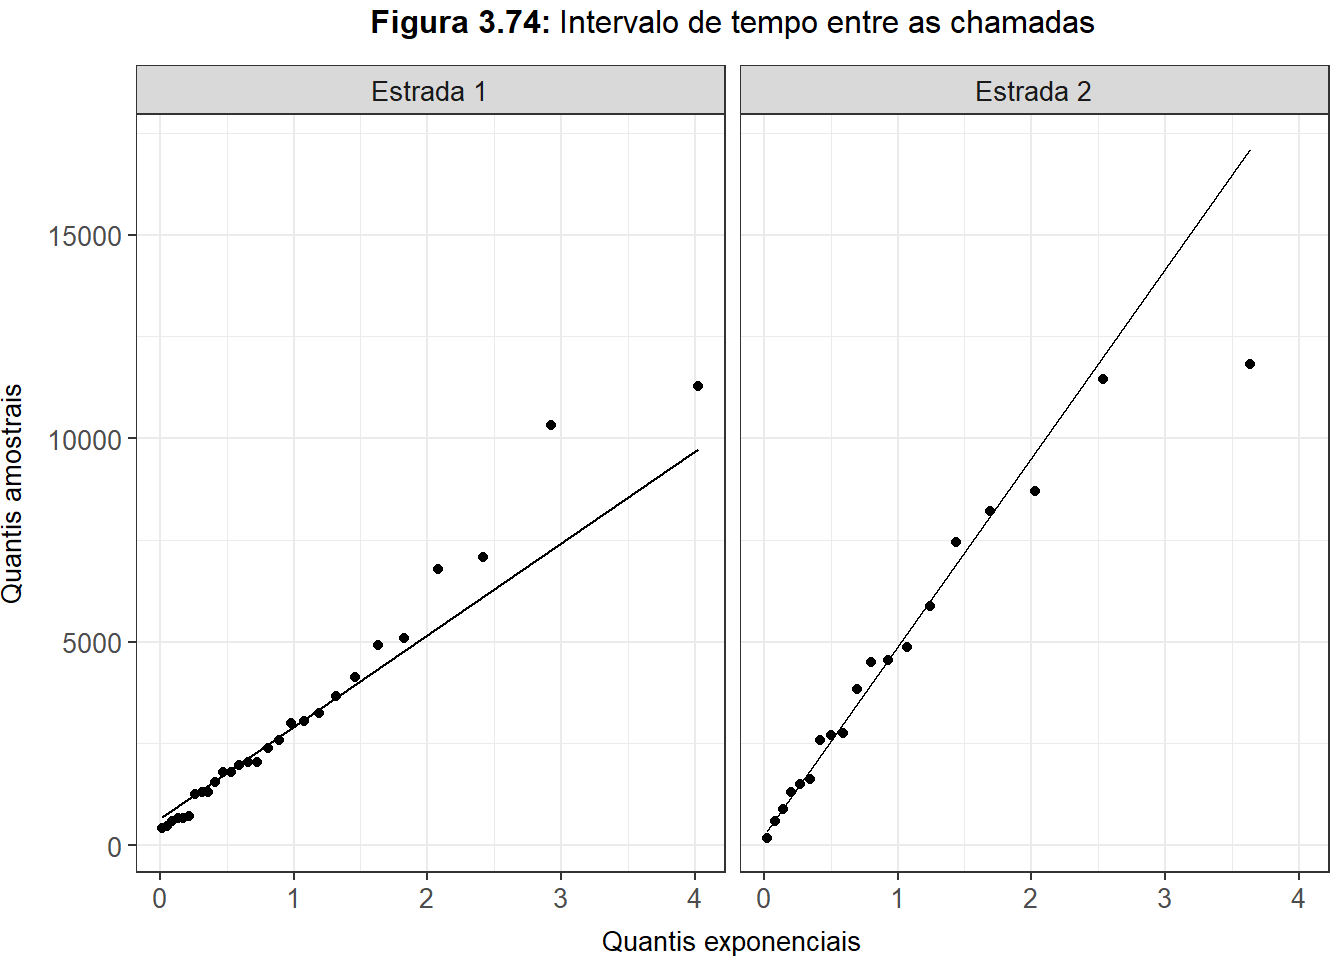 Figura 3.74: Intervalo de tempo entre as chamadas
Estrada 1
Estrada 2
Quantis amostrais
15000
10000
5000
0
0 1 2 3 4
0 1 2 3 4
Quantis exponenciais